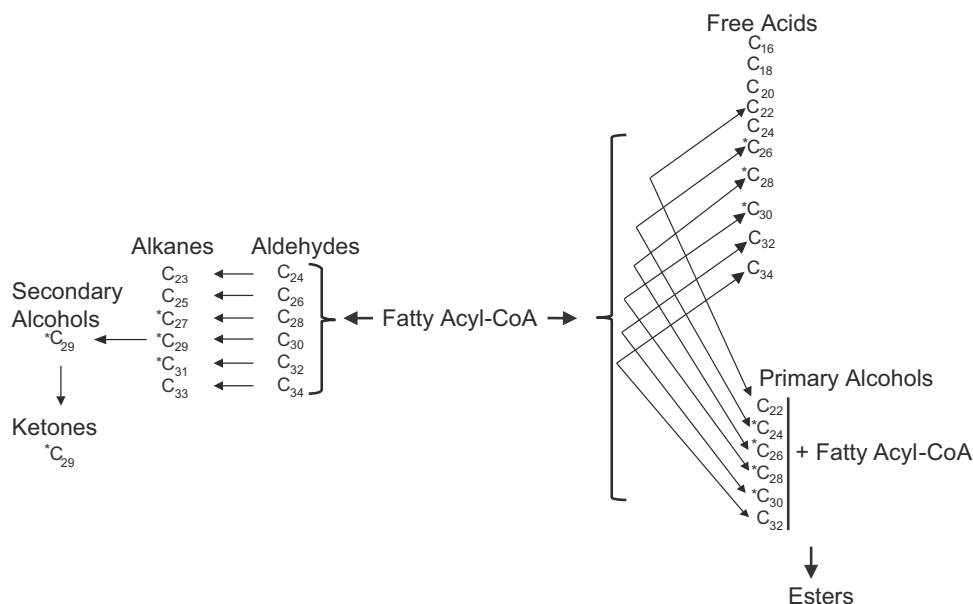 Free Acids
C16
C18
C20
C22
C24
*C26
*C28
*C30
C32
C34
Alkanes
C23
C25
*C27
*C29
*C31
C33
Aldehydes
C24
C26
C28
C30
C32
C34
Secondary
Alcohols
*C29
Ketones
*C29
Fatty Acyl-CoA
Primary Alcohols
C22
*C24
*C26
*C28
*C30
C32
+ Fatty Acyl-CoA
Esters